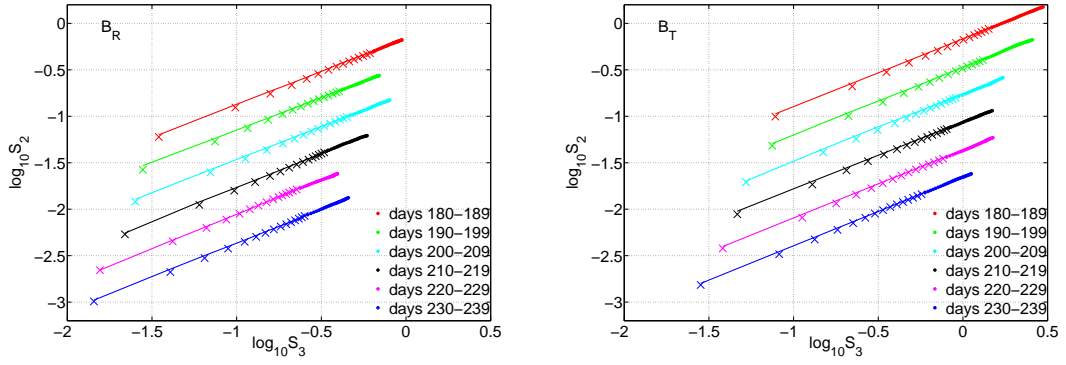 B_R
0
−0.5
−1
−1.5
−2
−2.5
−3
log₁₀S₂
−2
−1.5
−1
−0.5
0
0.5
log₁₀S₃
days 180−189
days 190−199
days 200−209
days 210−219
days 220−229
days 230−239
B_T
0
−0.5
−1
−1.5
−2
−2.5
−3
log₁₀S₂
−2
−1.5
−1
−0.5
0
0.5
log₁₀S₃
days 180−189
days 190−199
days 200−209
days 210−219
days 220−229
days 230−239